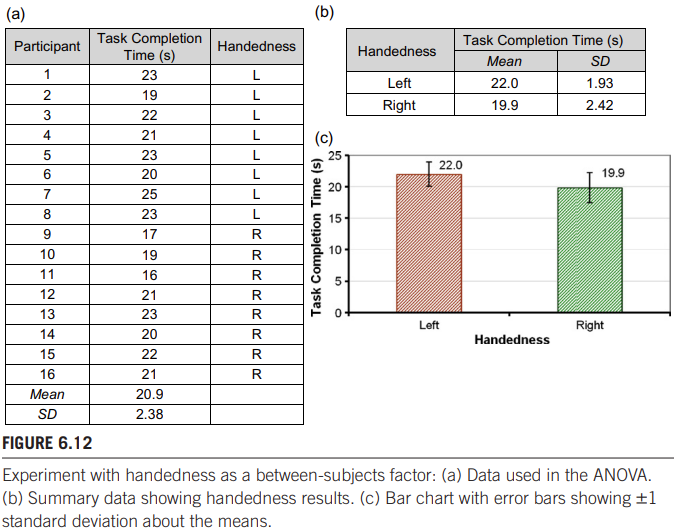 (a)
Participant Task Completion Time (s) Handedness
1 23 L
2 19 L
3 22 L
4 21 L
5 23 L
6 20 L
7 25 L
8 23 L
9 17 R
10 19 R
11 16 R
12 21 R
13 23 R
14 20 R
15 22 R
16 21 R
Mean 20.9
SD 2.38
(b)
Handedness Task Completion Time (s)
Mean SD
Left 22.0 1.93
Right 19.9 2.42
(c)
Task Completion Time (s)
25
20
15
10
5
0
22.0
19.9
Left Right
Handedness
FIGURE 6.12
Experiment with handedness as a between-subjects factor: (a) Data used in the ANOVA.
(b) Summary data showing handedness results. (c) Bar chart with error bars showing ±1
standard deviation about the means.